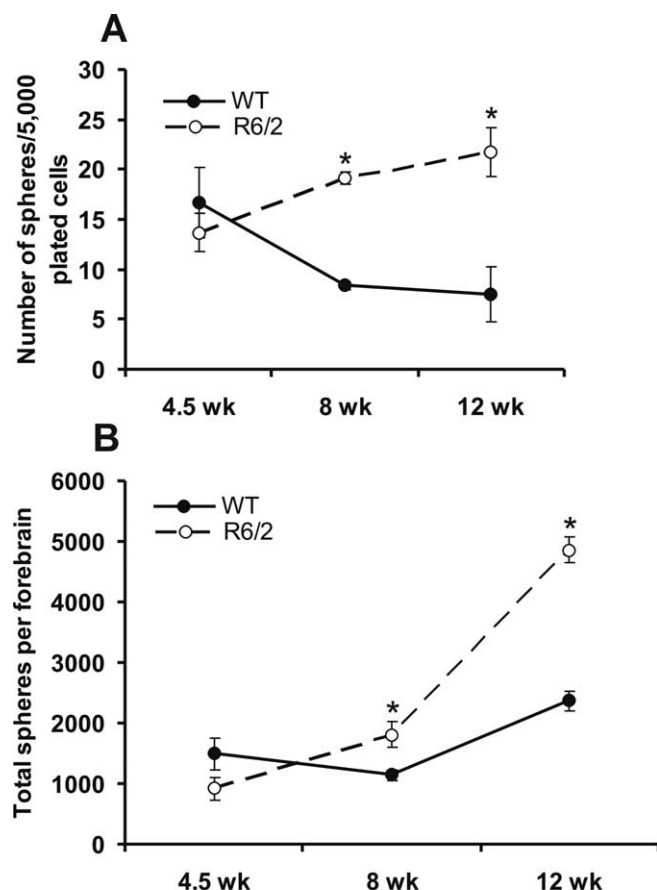 A
Number of spheres/5,000
plated cells
30
25
20
15
10
5
0
WT
R6/2
*
*
4.5 wk
8 wk
12 wk
B
Total spheres per forebrain
6000
5000
4000
3000
2000
1000
0
WT
R6/2
*
*
4.5 wk
8 wk
12 wk